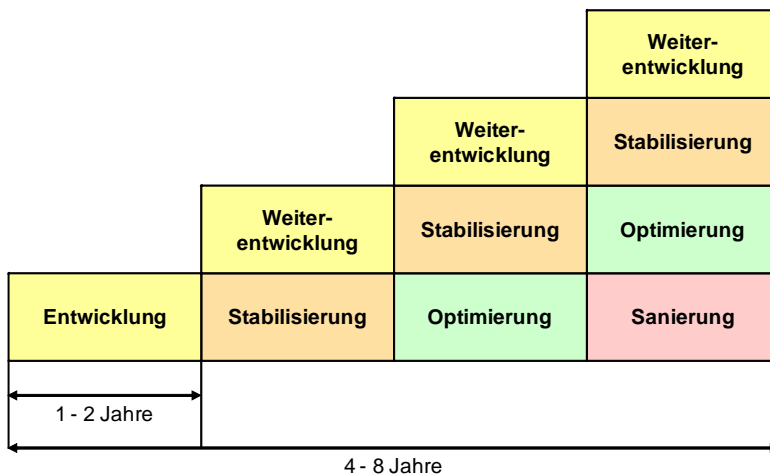 Weiter-
entwicklung
Weiter-
entwicklung
Stabilisierung
Weiter-
entwicklung
Stabilisierung
Optimierung
Entwicklung
Stabilisierung
Optimierung
Sanierung
1 - 2 Jahre
4 - 8 Jahre